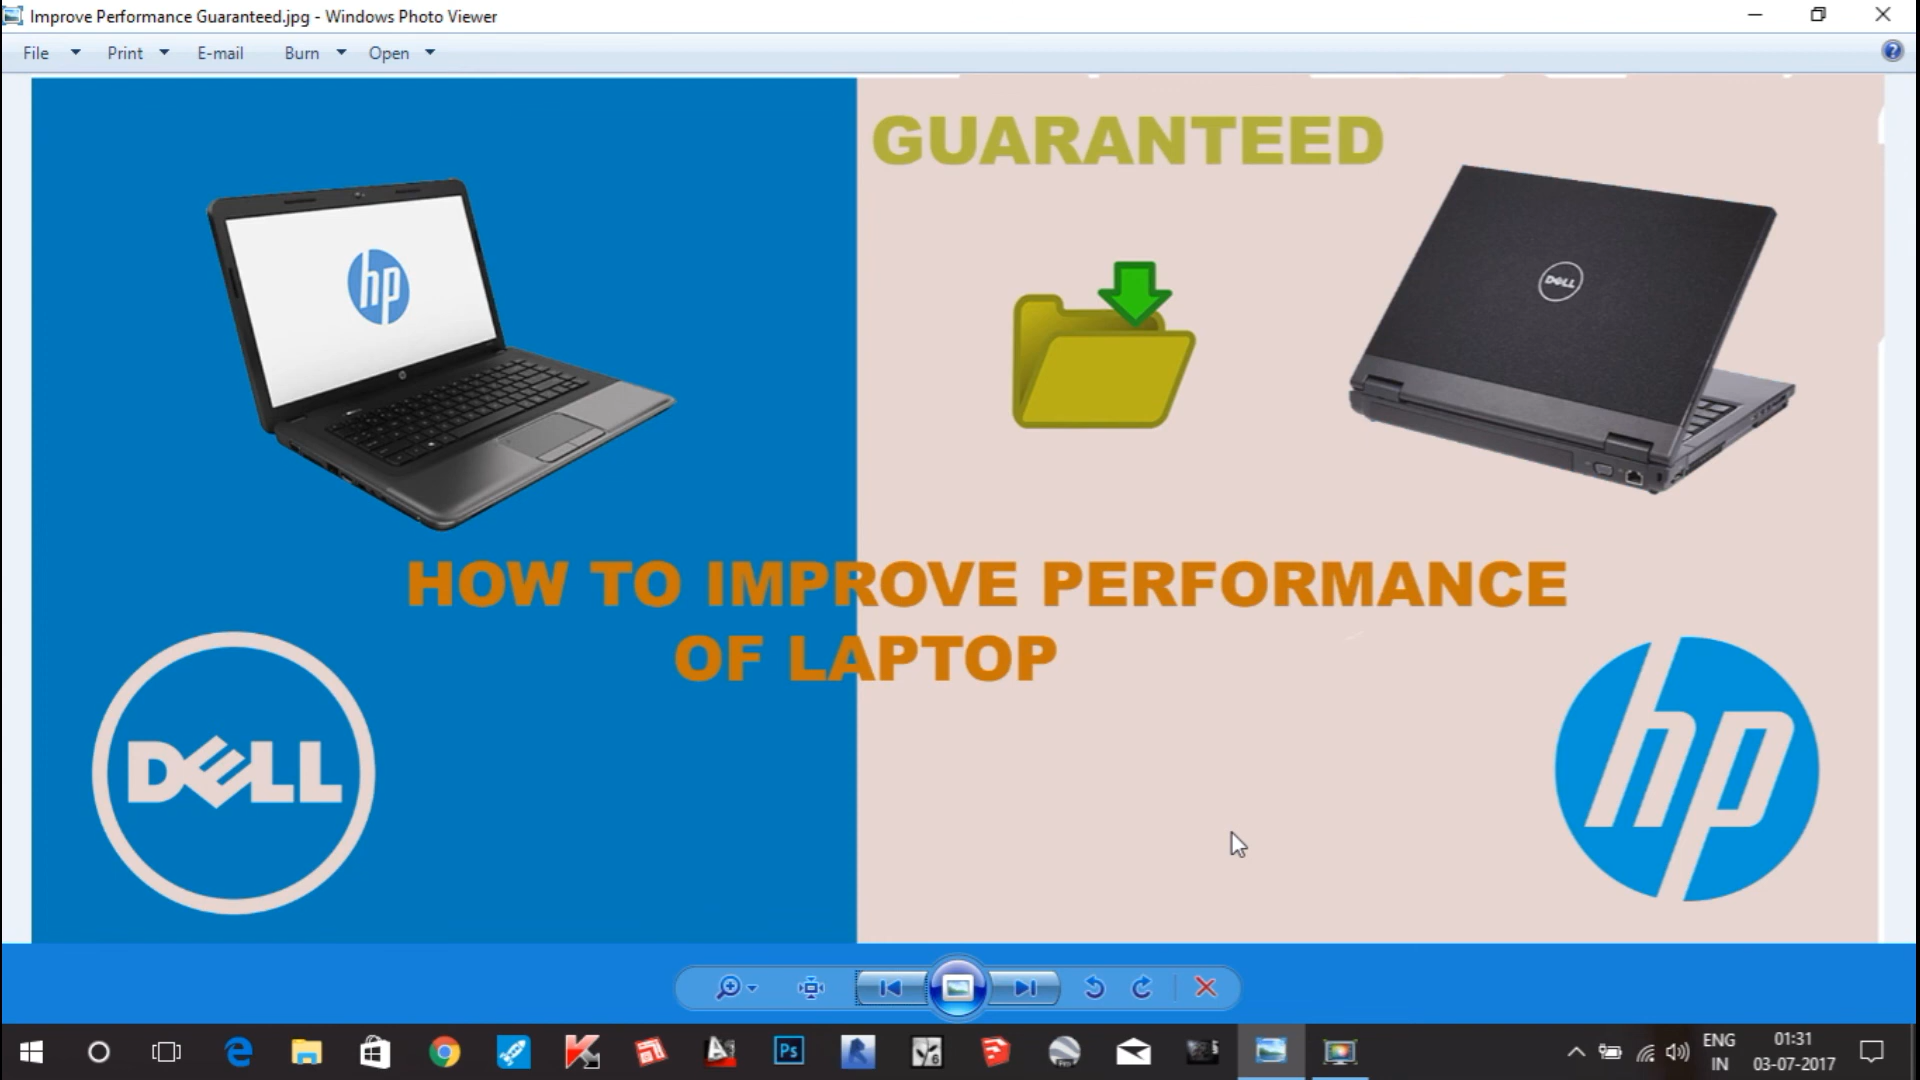 Improve Performance Guaranteed.jpg - Windows Photo Viewer
File Print E-mail Burn Open
GUARANTEED
hp
DELL
HOW TO IMPROVE PERFORMANCE
OF LAPTOP
DELL
hp
Ps
ENG
IN
01:31
03-07-2017